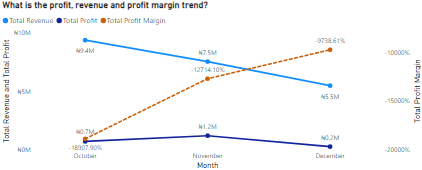 What is the profit, revenue and profit margin trend?
Total Revenue Total Profit Total Profit Margin
₦10M
₦5M
₦0M
Total Revenue and Total Profit
₦9.4M
₦7.5M
₦5.5M
₦0.7M
₦1.2M
₦0.2M
-18907.90%
-12714.10%
-9738.61%
-10000%
-15000%
-20000%
Total Profit Margin
October
November
December
Month